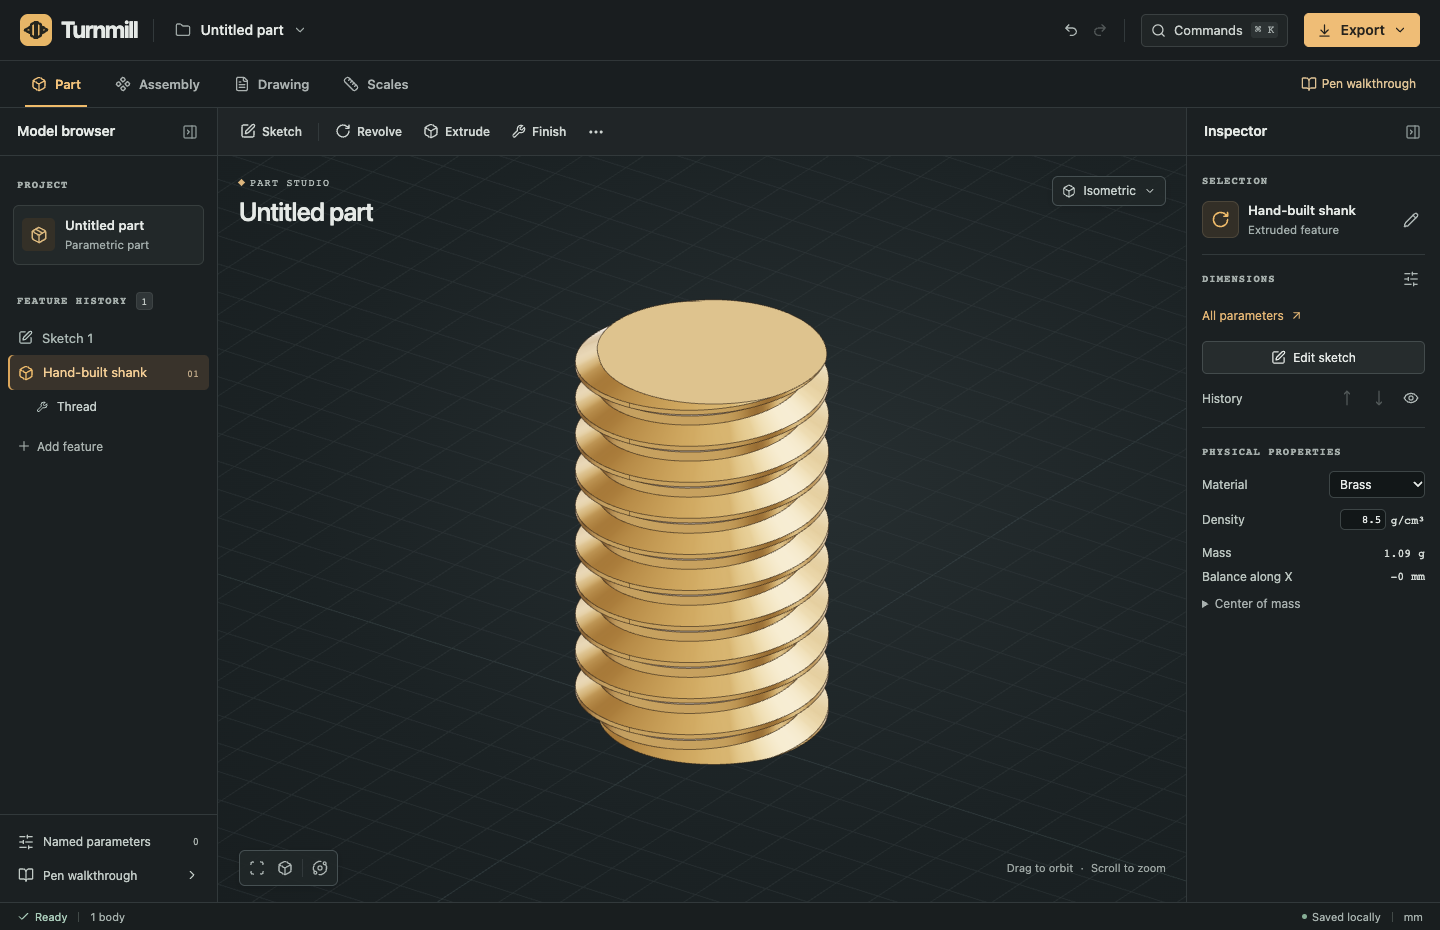 Turnmill
Untitled part
Commands ⌘ K
Export
Part
Assembly
Drawing
Scales
Pen walkthrough
Model browser
Sketch
Revolve
Extrude
Finish
Inspector
PROJECT
Untitled part
Parametric part
FEATURE HISTORY 1
Sketch 1
Hand-built shank 01
Thread
Add feature
PART STUDIO
Untitled part
Isometric
SELECTION
Hand-built shank
Extruded feature
DIMENSIONS
All parameters
Edit sketch
History
PHYSICAL PROPERTIES
Material Brass
Density 8.5 g/cm³
Mass 1.09 g
Balance along X −0 mm
Center of mass
Named parameters 0
Pen walkthrough
Drag to orbit · Scroll to zoom
Ready
1 body
Saved locally
mm